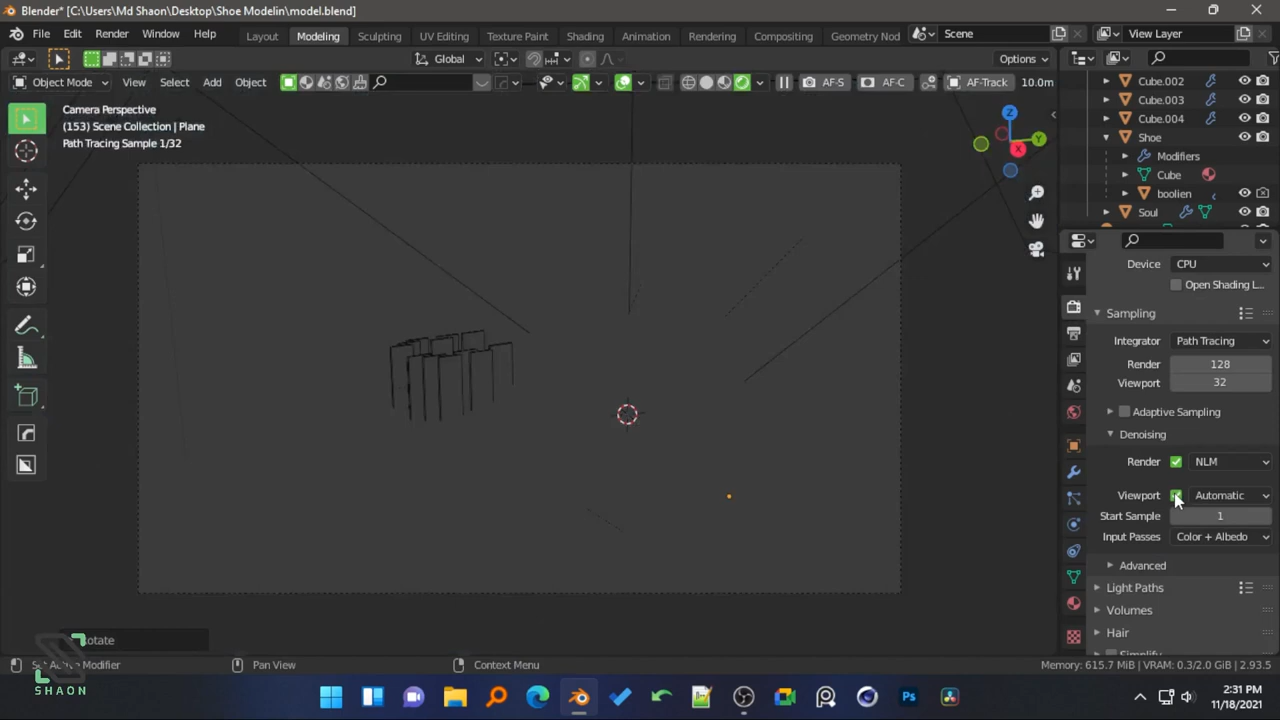 Blender* [C:\Users\Md Shaon\Desktop\Shoe Modelin\model.blend]
File Edit Render Window Help Layout Modeling Sculpting UV Editing Texture Paint Shading Animation Rendering Compositing Geometry Nod Scene View Layer
Global Options
Object Mode View Select Add Object AF-S AF-C AF-Track 10.0m
Camera Perspective
(153) Scene Collection | Plane
Path Tracing Sample 1/32
Z
Y
X
Cube.002
Cube.003
Cube.004
Shoe
Modifiers
Cube
boolien
Soul
Device CPU
Open Shading L...
Sampling
Integrator Path Tracing
Render 128
Viewport 32
Adaptive Sampling
Denoising
Render NLM
Viewport Automatic
Start Sample 1
Input Passes Color + Albedo
Advanced
Light Paths
Volumes
Hair
Simplify
otate
Set Active Modifier Pan View Context Menu Memory: 615.7 MiB | VRAM: 0.3/2.0 GiB | 2.93.5
SHAON
Ps
2:31 PM
11/18/2021